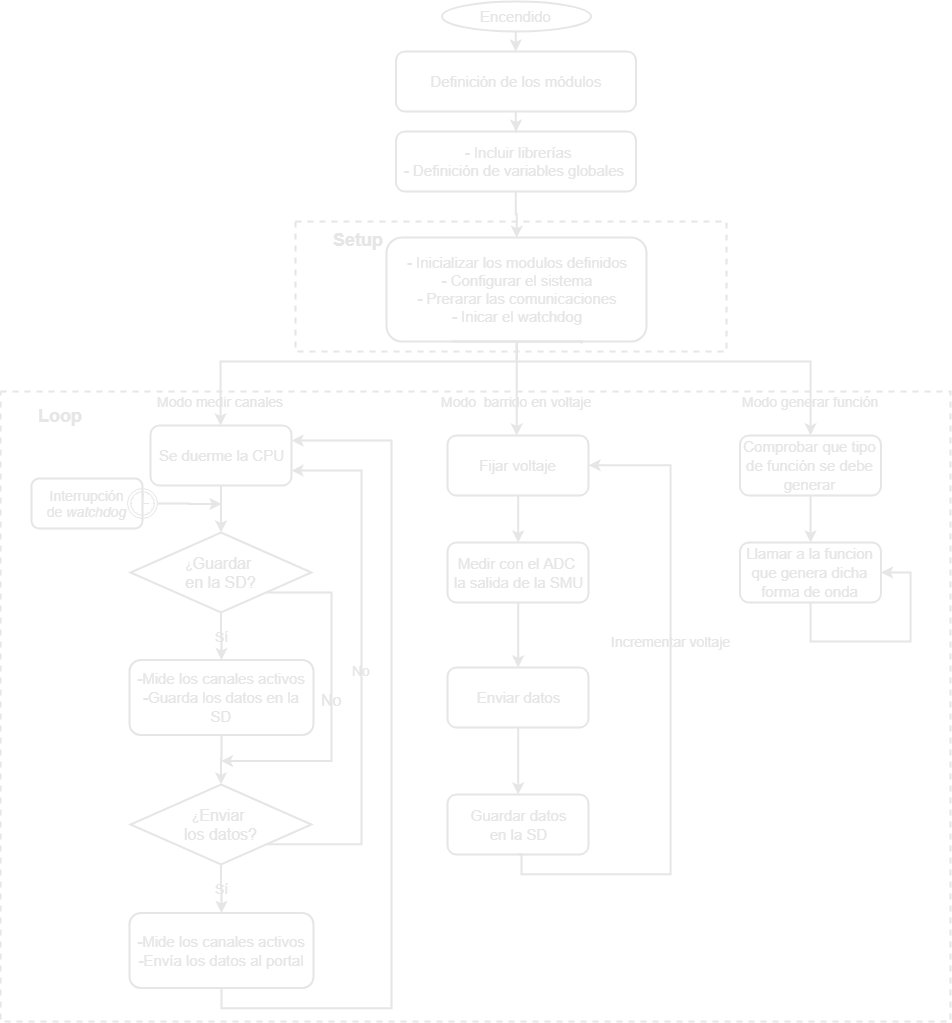 Encendido
Definición de los módulos
- Incluir librerías
- Definición de variables globales
Setup
- Inicializar los modulos definidos
- Configurar el sistema
- Prerarar las comunicaciones
- Inicar el watchdog
Loop
Modo medir canales
Se duerme la CPU
Interrupción
de watchdog
¿Guardar
en la SD?
Sí
No
No
-Mide los canales activos
-Guarda los datos en la
SD
¿Enviar
los datos?
Sí
-Mide los canales activos
-Envía los datos al portal
Modo barrido en voltaje
Fijar voltaje
Medir con el ADC
la salida de la SMU
Incrementar voltaje
Enviar datos
Guardar datos
en la SD
Modo generar función
Comprobar que tipo
de función se debe
generar
Llamar a la funcion
que genera dicha
forma de onda